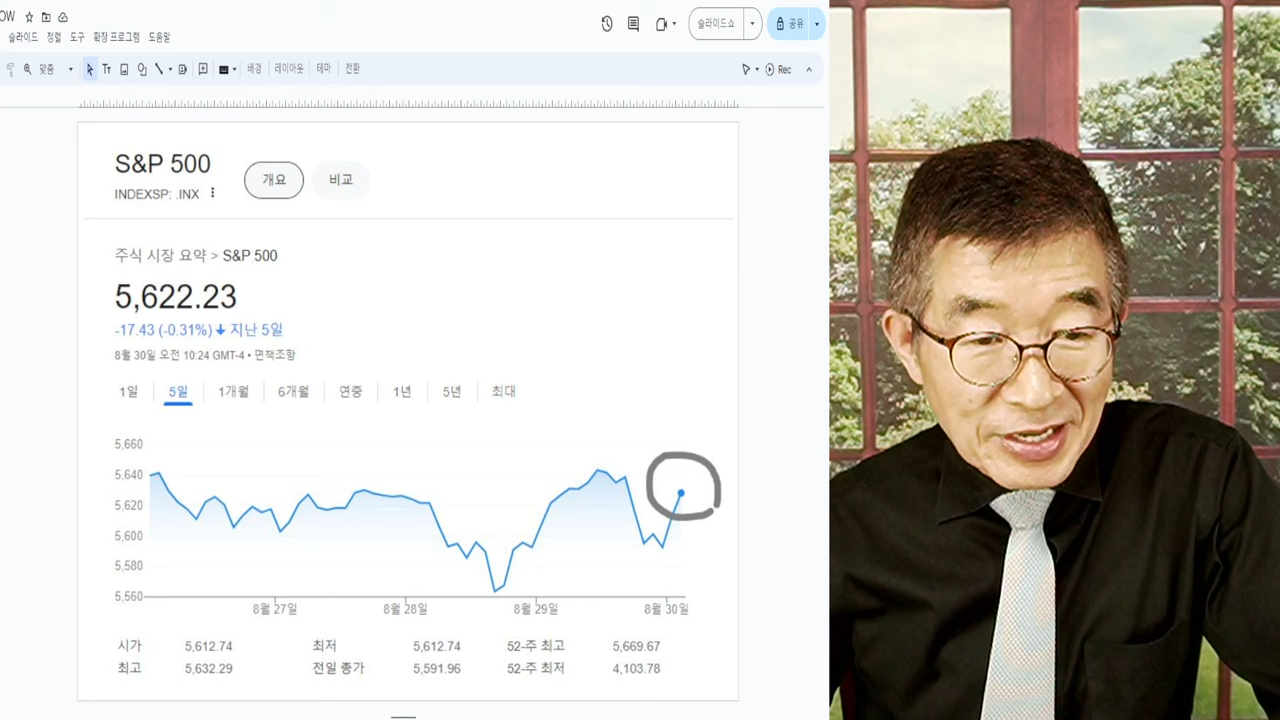 OW
슬라이드 정렬 도구 확장 프로그램 도움말
슬라이드쇼
공유
맞춤
배경 레이아웃 테마 전환
Rec
S&P 500
INDEXSP: .INX
개요
비교
주식 시장 요약 > S&P 500
5,622.23
-17.43 (-0.31%) 지난 5일
8월 30일 오전 10:24 GMT-4 • 면책조항
1일 5일 1개월 6개월 연중 1년 5년 최대
5,660
5,640
5,620
5,600
5,580
5,560
8월 27일 8월 28일 8월 29일 8월 30일
시가 5,612.74 최저 5,612.74 52-주 최고 5,669.67
최고 5,632.29 전일 종가 5,591.96 52-주 최저 4,103.78